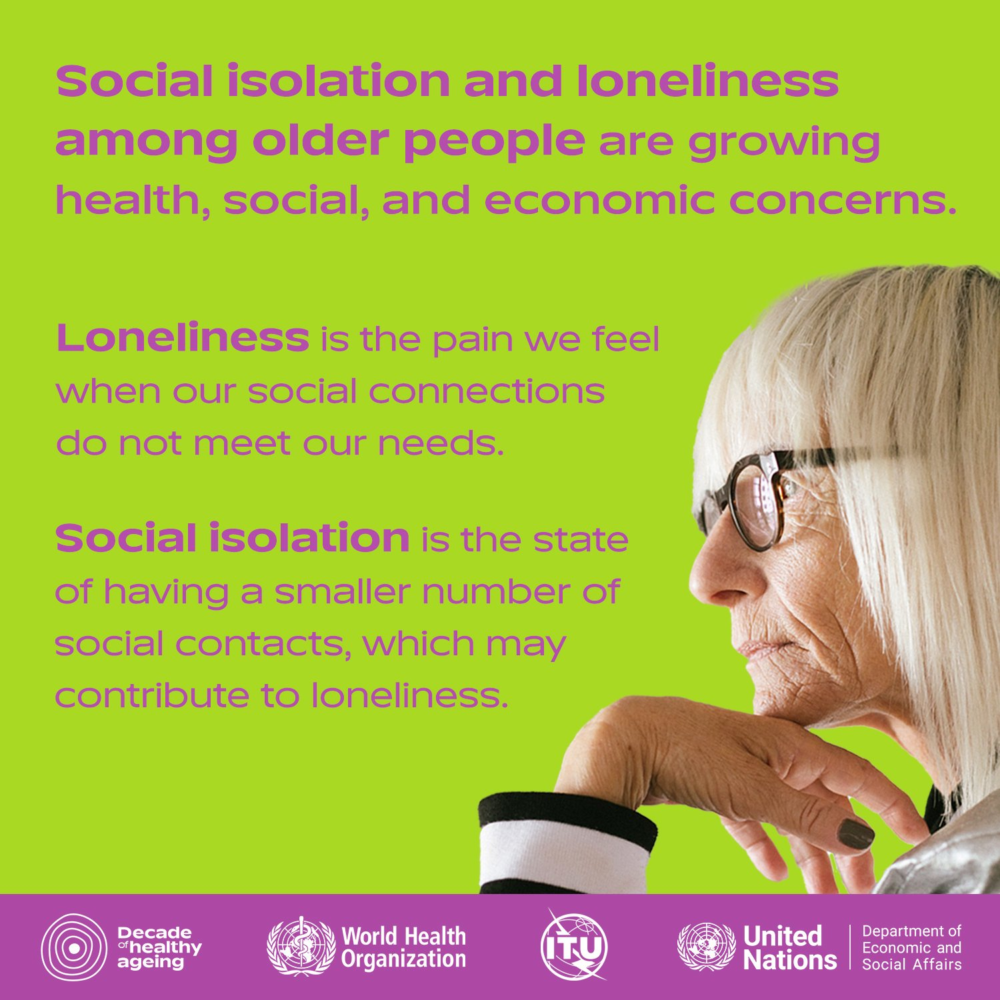 Social isolation and loneliness
among older people are growing
health, social, and economic concerns.
Loneliness is the pain we feel
when our social connections
do not meet our needs.
Social isolation is the state
of having a smaller number of
social contacts, which may
contribute to loneliness.
Decade
of healthy
ageing
World Health
Organization
ITU
United
Nations
Department of
Economic and
Social Affairs